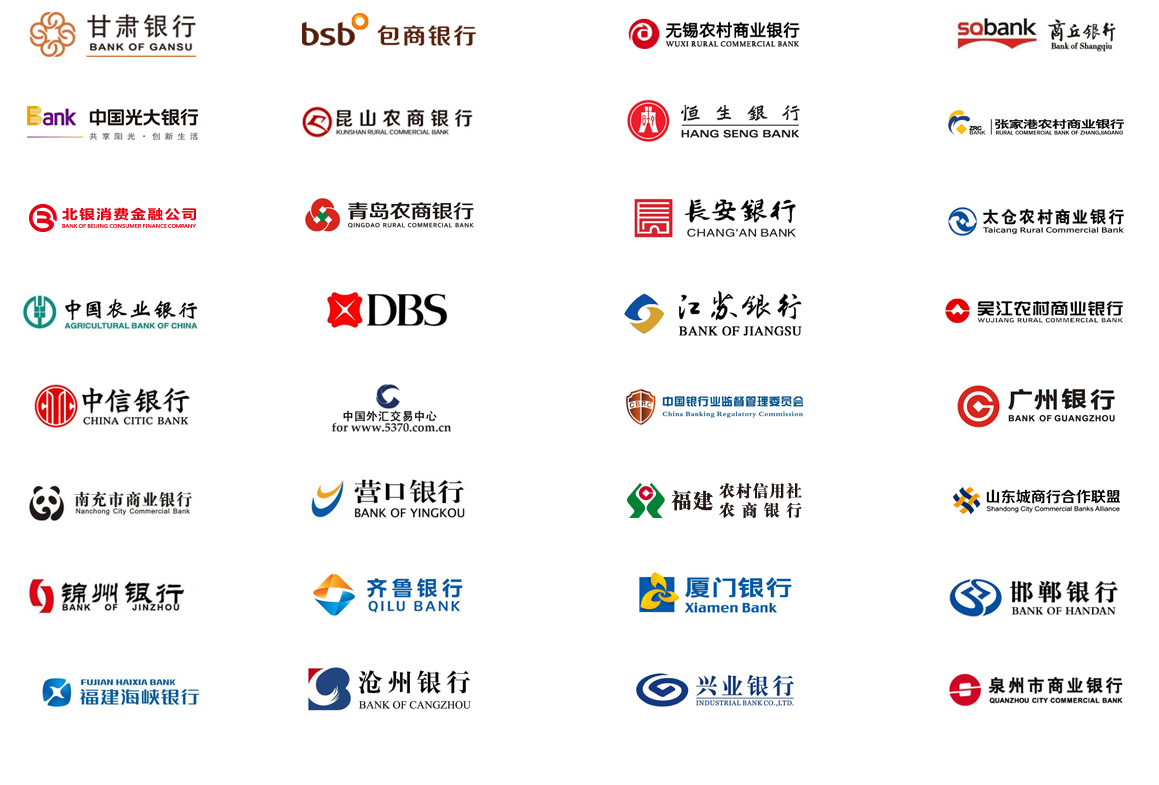 甘肃银行
BANK OF GANSU
bsb 包商银行
无锡农村商业银行
WUXI RURAL COMMERCIAL BANK
sqbank 商丘银行
Bank of Shangqiu
Bank 中国光大银行
共享阳光·创新生活
昆山农商银行
KUNSHAN RURAL COMMERCIAL BANK
恒生銀行
HANG SENG BANK
ZRC BANK
张家港农村商业银行
RURAL COMMERCIAL BANK OF ZHANGJIAGANG
北银消费金融公司
BANK OF BEIJING CONSUMER FINANCE COMPANY
青岛农商银行
QINGDAO RURAL COMMERCIAL BANK
長安銀行
CHANG'AN BANK
太仓农村商业银行
Taicang Rural Commercial Bank
中国农业银行
AGRICULTURAL BANK OF CHINA
DBS
江苏银行
BANK OF JIANGSU
吴江农村商业银行
WUJIANG RURAL COMMERCIAL BANK
中信银行
CHINA CITIC BANK
中国外汇交易中心
for www.5370.com.cn
CBRC
中国银行业监督管理委员会
China Banking Regulatory Commission
广州银行
BANK OF GUANGZHOU
南充市商业银行
Nanchong City Commercial Bank
营口银行
BANK OF YINGKOU
福建 农村信用社
农商银行
山东城商行合作联盟
Shandong City Commercial Banks Alliance
锦州银行
BANK OF JINZHOU
齐鲁银行
QILU BANK
厦门银行
Xiamen Bank
邯郸银行
BANK OF HANDAN
FUJIAN HAIXIA BANK
福建海峡银行
沧州银行
BANK OF CANGZHOU
兴业银行
INDUSTRIAL BANK CO.,LTD.
泉州市商业银行
QUANZHOU CITY COMMERCIAL BANK